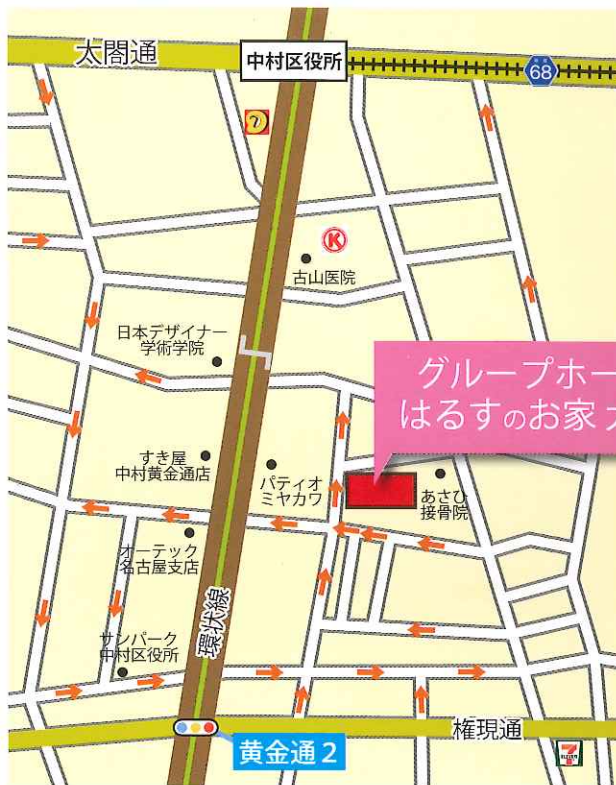 太閤通
中村区役所
68
K
古山医院
日本デザイナー
学術学院
グループホー
はるすのお家
すき屋
中村黄金通店
パティオ
ミヤカワ
あさひ
接骨院
オーテック
名古屋支店
環状線
サンパーク
中村区役所
権現通
黄金通2
7